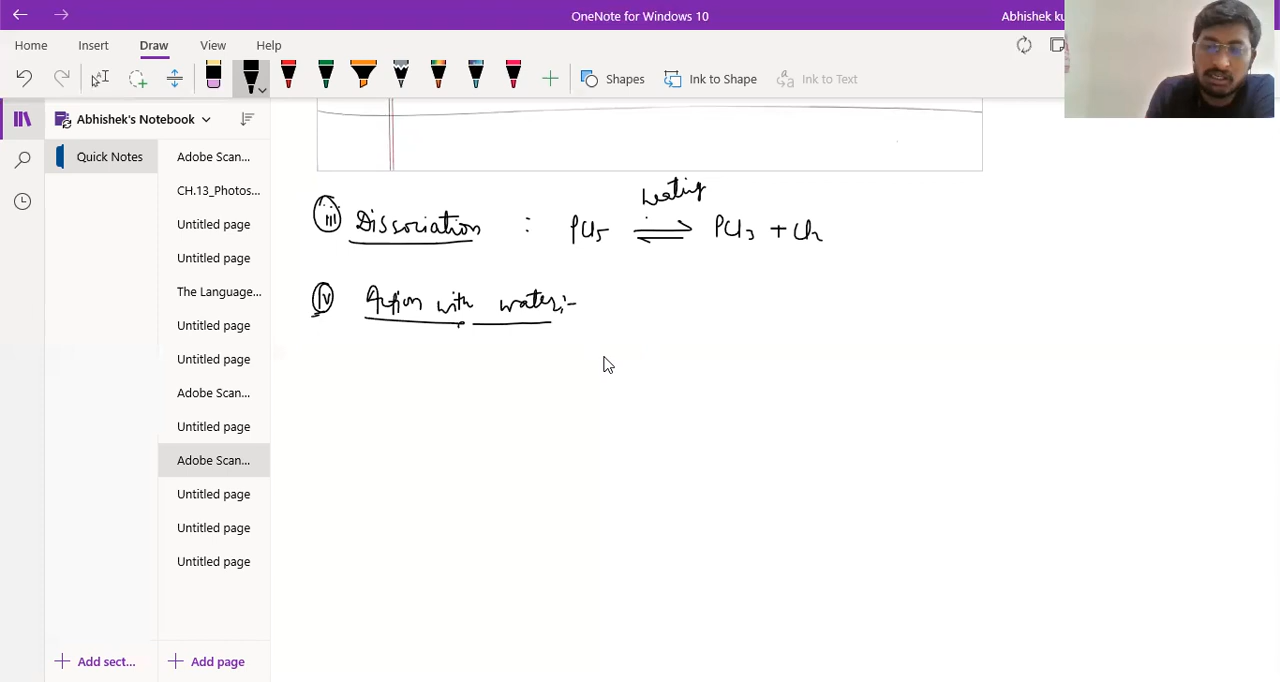 OneNote for Windows 10
Abhishek ku
Home Insert Draw View Help
Shapes Ink to Shape Ink to Text
Abhishek's Notebook
Quick Notes
Adobe Scan...
CH.13_Photos...
Untitled page
Untitled page
The Language...
Untitled page
Untitled page
Adobe Scan...
Untitled page
Adobe Scan...
Untitled page
Untitled page
Untitled page
Add sect... Add page
heating
(iii) Dissociation : PCl5 ⇌ PCl3 + Cl2
(iv) Action with water:-